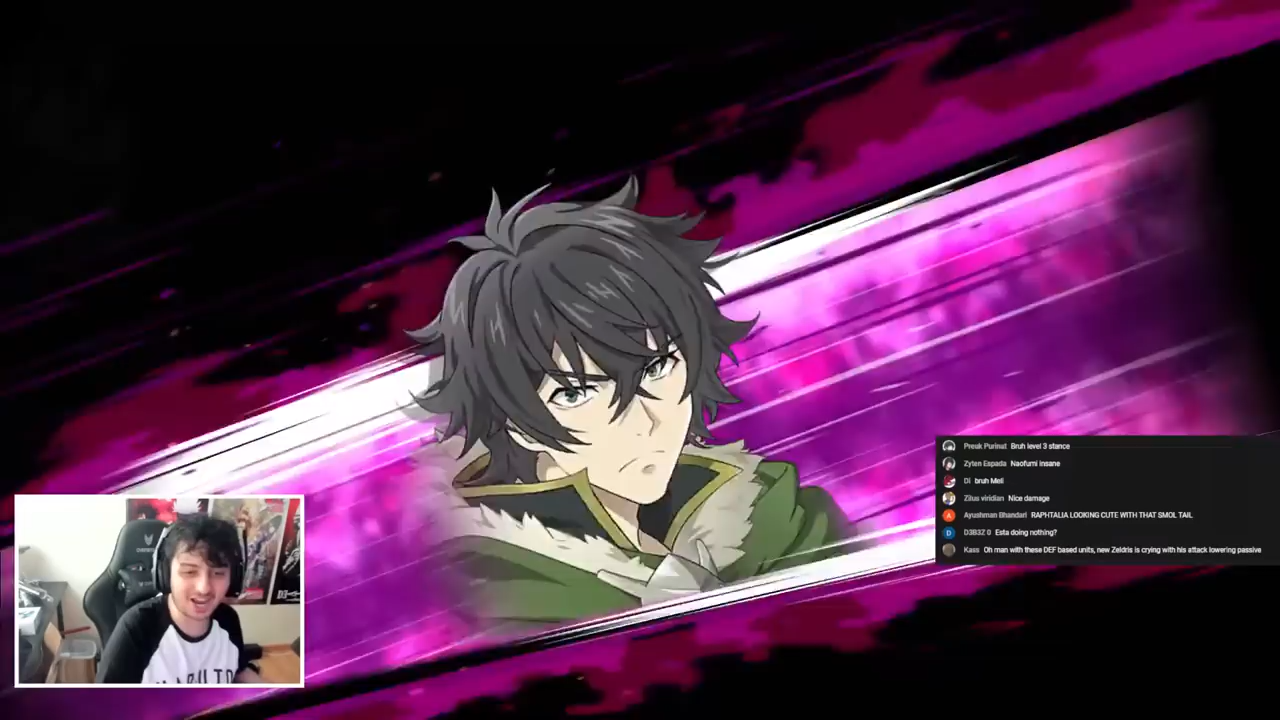 Preuk Purinat Bruh level 3 stance
Zyten Espada Naofumi Insane
Di bruh Meli
Zilus viridian Nice damage
A Ayushman Bhandari RAPHTALIA LOOKING CUTE WITH THAT SMOL TAIL
D D3B3Z 0 Esta doing nothing?
Kass Oh man with these DEF based units, new Zeldris is crying with his attack lowering passive